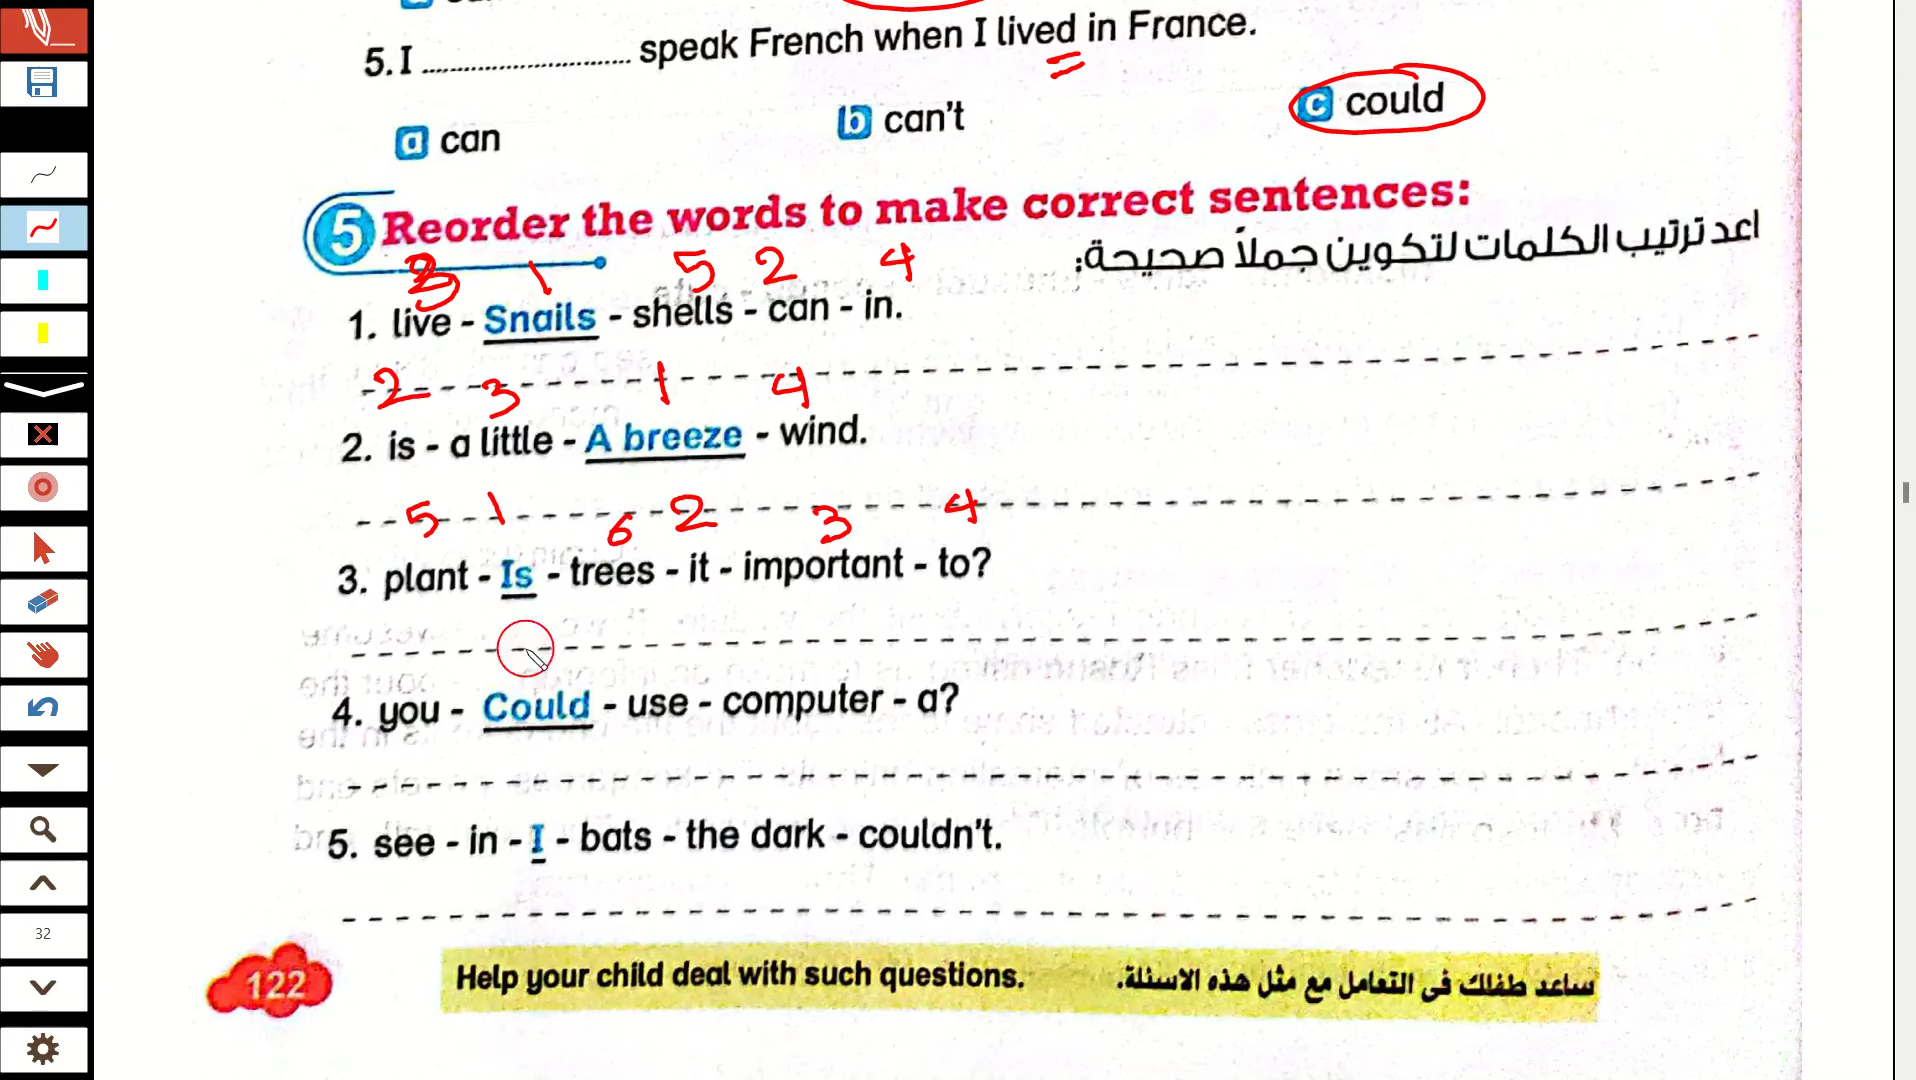 5. I .............................. speak French when I lived in France.
a can
b can't
c could
5 Reorder the words to make correct sentences:
اعد ترتيب الكلمات لتكوين جملاً صحيحة:
3 1 5 2 4
1. live - Snails - shells - can - in.
2 3 1 4
2. is - a little - A breeze - wind.
5 1 6 2 3 4
3. plant - Is - trees - it - important - to?
4. you - Could - use - computer - a?
5. see - in - I - bats - the dark - couldn't.
122
Help your child deal with such questions.
ساعد طفلك فى التعامل مع مثل هذه الاسئلة.
32